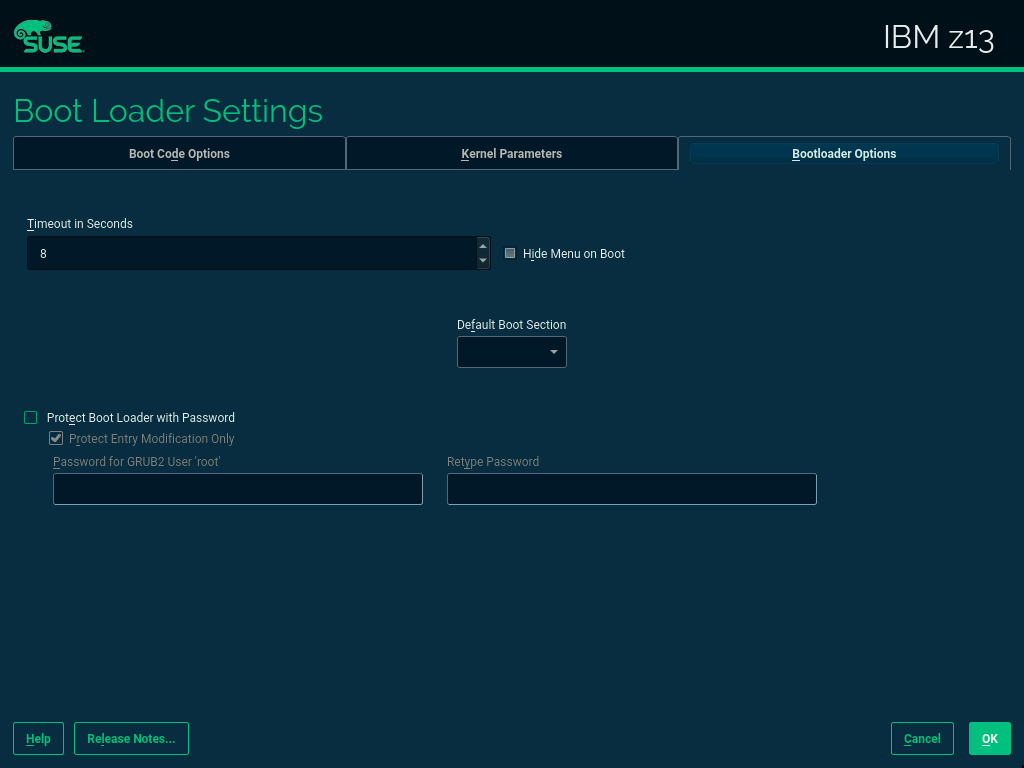 SUSE
IBM z13
Boot Loader Settings
Boot Code Options
Kernel Parameters
Bootloader Options
Timeout in Seconds
8
Hide Menu on Boot
Default Boot Section
Protect Boot Loader with Password
Protect Entry Modification Only
Password for GRUB2 User 'root'
Retype Password
Help
Release Notes...
Cancel
OK